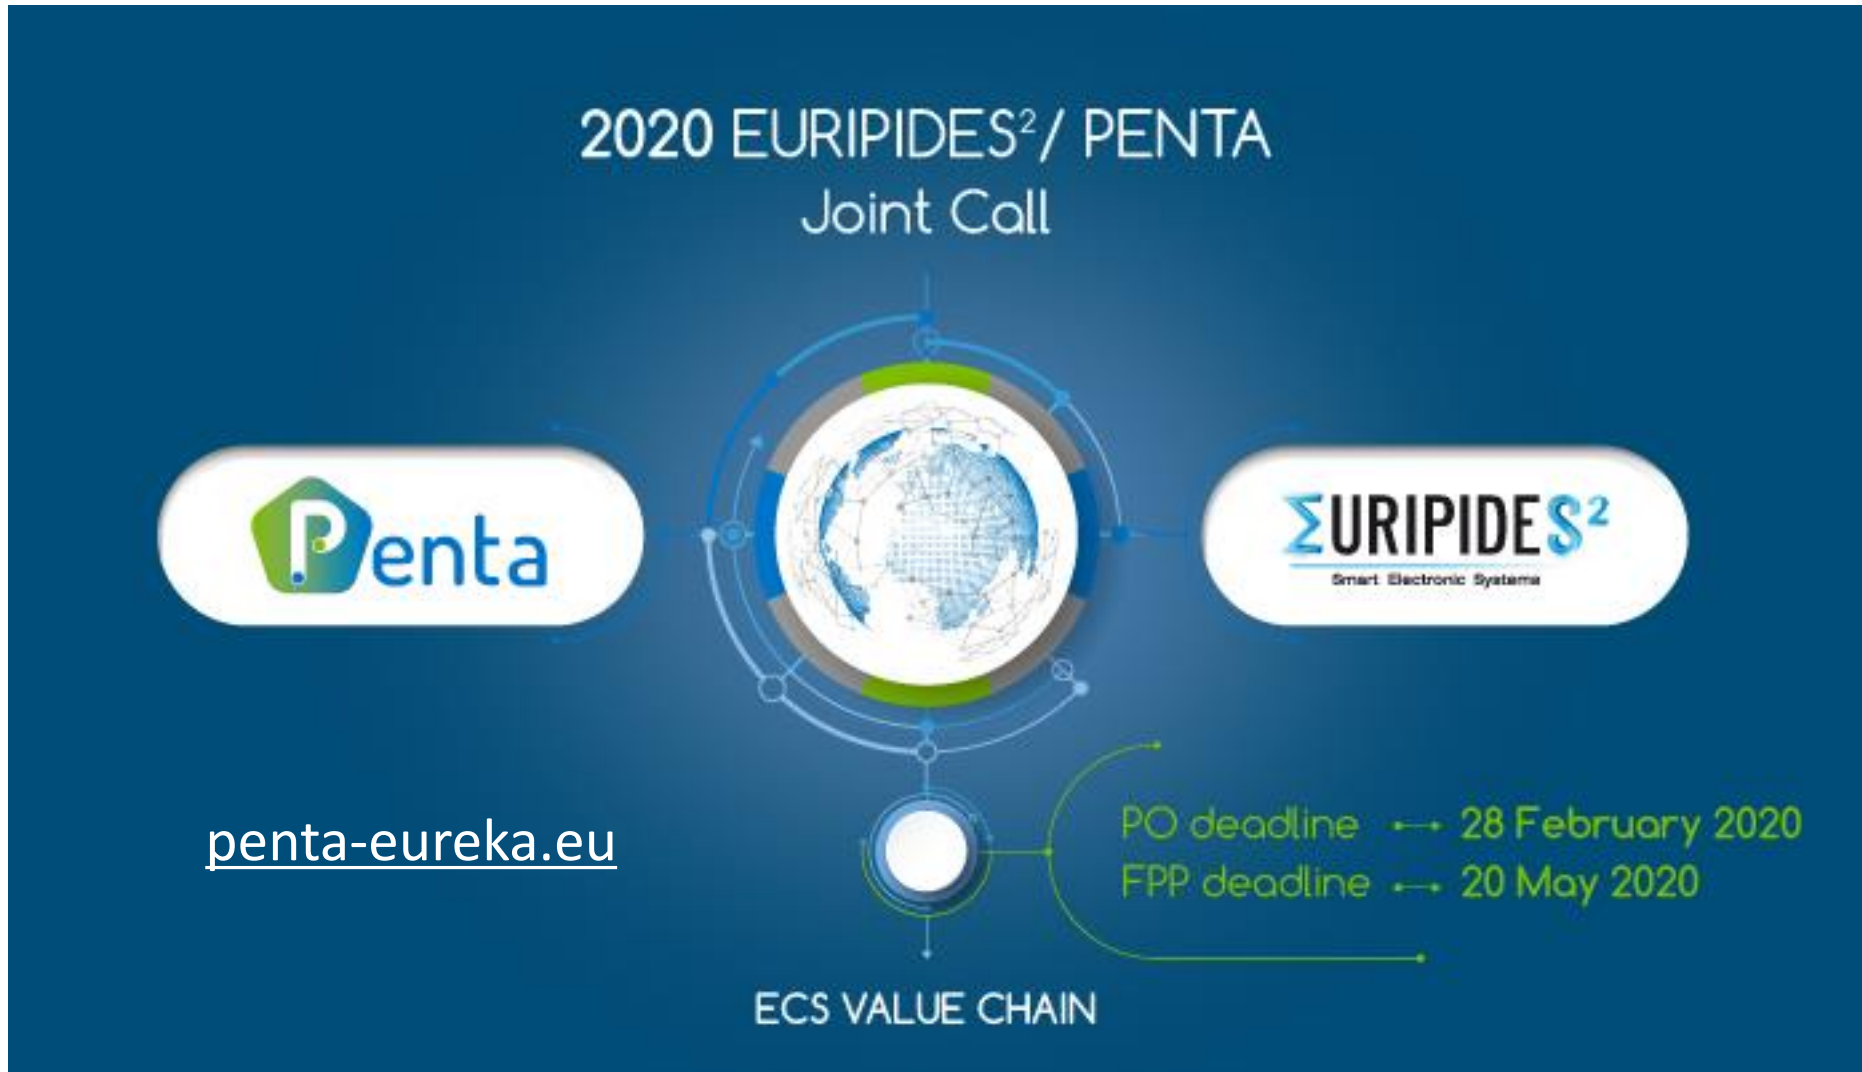 2020 EURIPIDES²/ PENTA
Joint Call
Penta
ΣURIPIDES²
Smart Electronic Systems
penta-eureka.eu
PO deadline 28 February 2020
FPP deadline 20 May 2020
ECS VALUE CHAIN